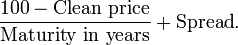 100 − Clean price
Maturity in years
+ Spread.